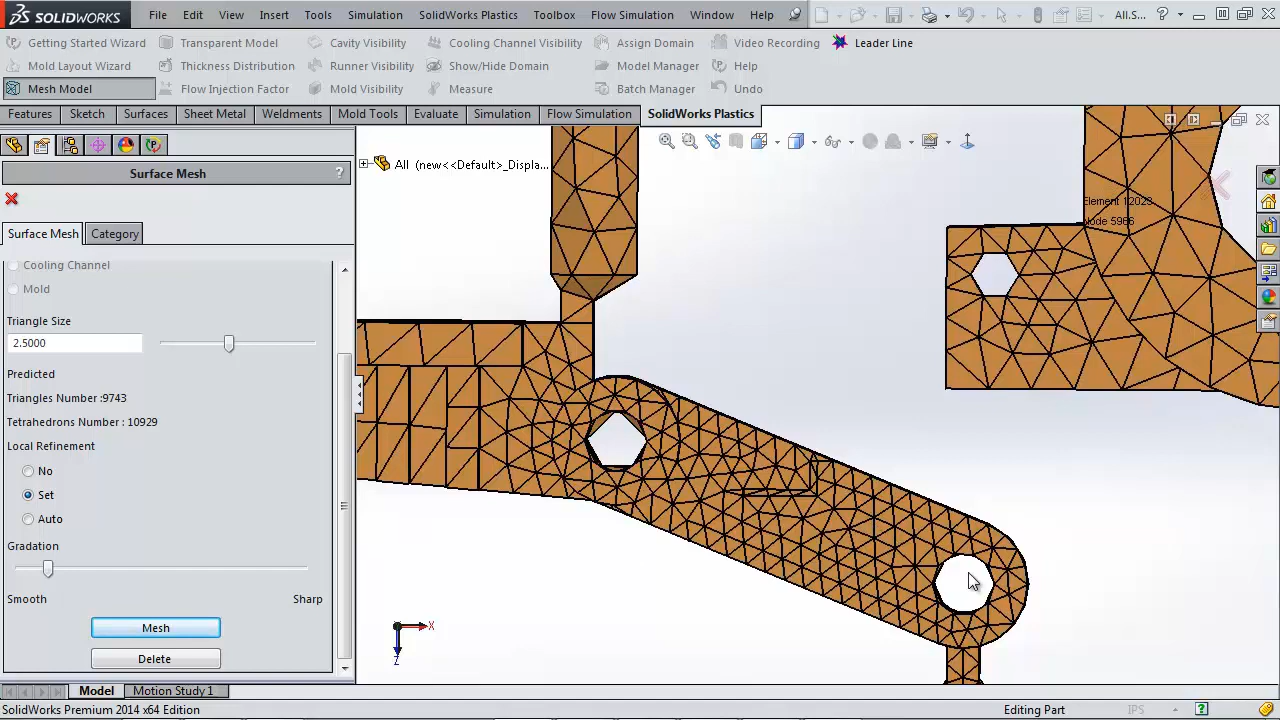 SOLIDWORKS File Edit View Insert Tools Simulation SolidWorks Plastics Toolbox Flow Simulation Window Help All.S...
Getting Started Wizard Transparent Model Cavity Visibility Cooling Channel Visibility Assign Domain Video Recording Leader Line
Mold Layout Wizard Thickness Distribution Runner Visibility Show/Hide Domain Model Manager Help
Mesh Model Flow Injection Factor Mold Visibility Measure Batch Manager Undo
Features Sketch Surfaces Sheet Metal Weldments Mold Tools Evaluate Simulation Flow Simulation SolidWorks Plastics
All (new<<Default>_Displa...
Surface Mesh ?
Element 12023
Node 5966
Surface Mesh Category
Cooling Channel
Mold
Triangle Size
2.5000
Predicted
Triangles Number :9743
Tetrahedrons Number : 10929
Local Refinement
No
Set
Auto
Gradation
Smooth Sharp
Mesh
Delete
X
Z
Model Motion Study 1
SolidWorks Premium 2014 x64 Edition Editing Part IPS